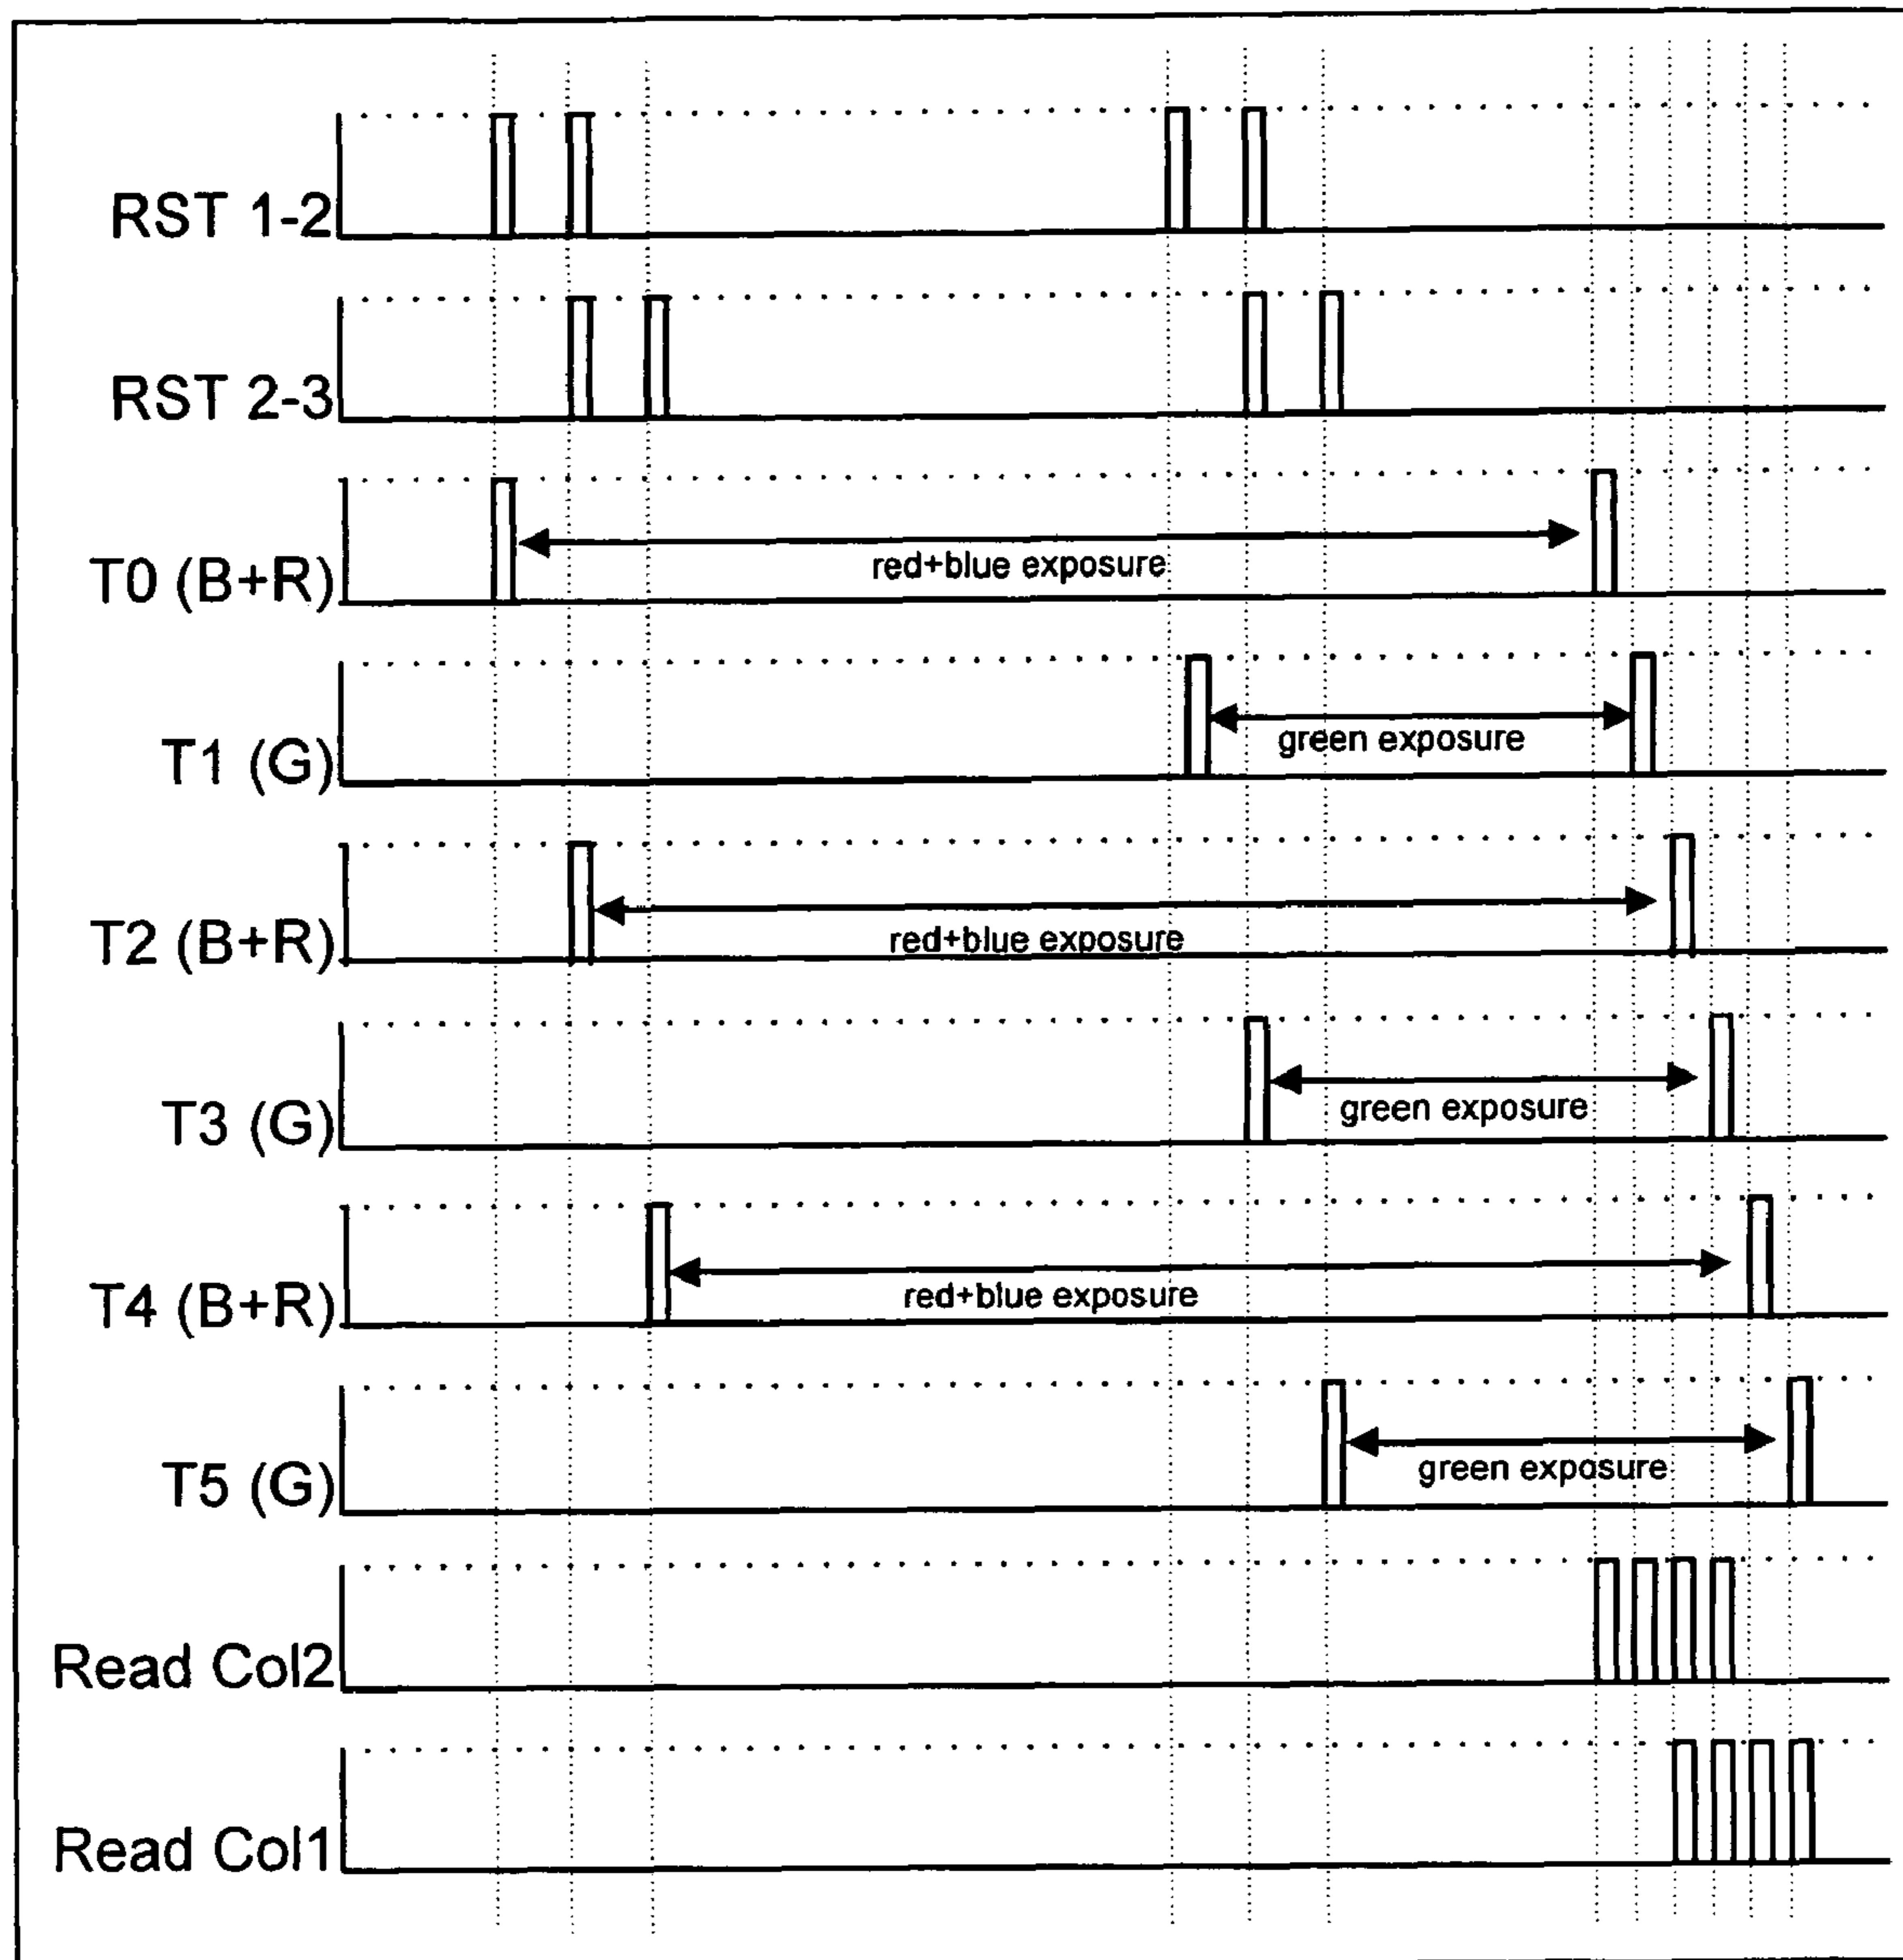 RST 1-2
RST 2-3
T0 (B+R)
red+blue exposure
T1 (G)
green exposure
T2 (B+R)
red+blue exposure
T3 (G)
green exposure
T4 (B+R)
red+blue exposure
T5 (G)
green exposure
Read Col2
Read Col1